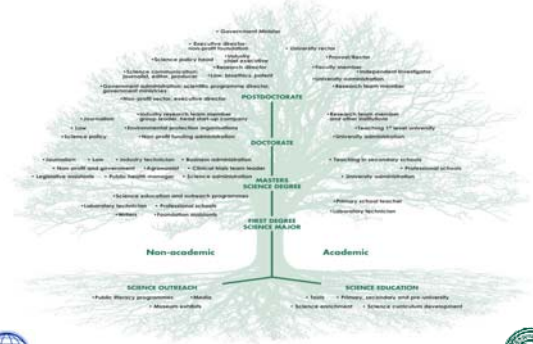 • Government Minister
• Executive director non-profit foundation
• University rector
• Industry chief executive
• Science policy head
• Provost/Rector
• Research director
• Faculty member
• Science communication: journalist, editor, producer
• Law: bioethics, patent
• Independent investigator
• University administration
• Government administration: scientific programme director, government ministries
• Research team member
• Non-profit sector, executive director
POSTDOCTORATE
• Journalism
• Industry research team member group leader, head start-up company
• Research team member and other institutions
• Law
• Environmental protection organisations
• Teaching 1st level university
• Science policy
• Non-profit funding administration
• University administration
DOCTORATE
• Journalism • Law • Industry technician • Business administration
• Teaching in secondary schools
• Non profit and government • Agronomist • Clinical trials team leader
• Professional schools
• Legislative assistants • Public health manager • Science administration
• University administration
MASTERS SCIENCE DEGREE
• Science education and outreach programmes
• Laboratory technician • Professional schools
• Primary school teacher
• Writers • Foundation assistants
• Laboratory technician
FIRST DEGREE SCIENCE MAJOR
Non-academic
Academic
SCIENCE OUTREACH
SCIENCE EDUCATION
• Public literacy programmes • Media
• Tools • Primary, secondary and pre-university
• Museum exhibits
• Science enrichment • Science curriculum development